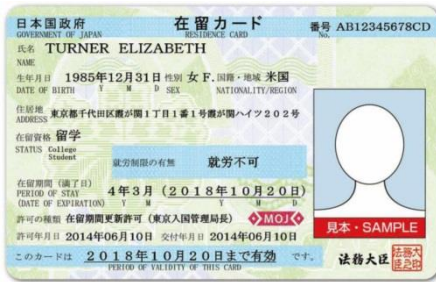 日本国政府 在留カード 番号 AB12345678CD
GOVERNMENT OF JAPAN RESIDENCE CARD No.
氏名 TURNER ELIZABETH
NAME
生年月日 1985年12月31日 性別 女 F. 国籍・地域 米国
DATE OF BIRTH Y M D SEX NATIONALITY/REGION
住居地 東京都千代田区霞が関1丁目1番1号霞が関ハイツ202号
ADDRESS
在留資格 留学
STATUS College
Student
就労制限の有無 就労不可
在留期間(満了日) 4年3月(2018年10月20日)
PERIOD OF STAY
(DATE OF EXPIRATION) Y M Y M D
許可の種類 在留期間更新許可(東京入国管理局長) MOJ
許可年月日 2014年06月10日 交付年月日 2014年06月10日
見本・SAMPLE
このカードは 2018年10月20日まで有効 です。
PERIOD OF VALIDITY OF THIS CARD
法務大臣